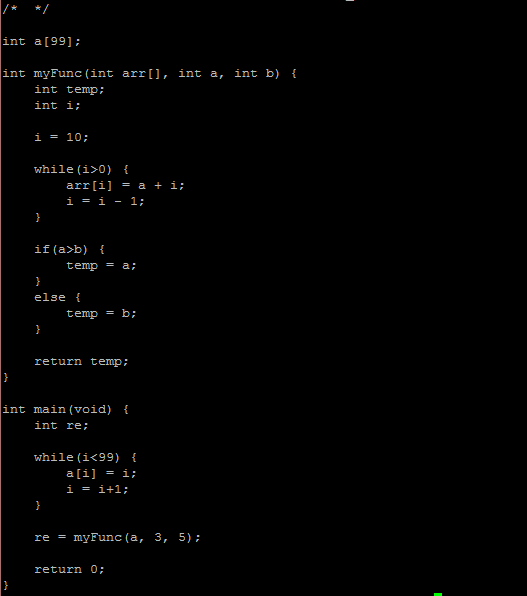 /*  */
int a[99];
int myFunc(int arr[], int a, int b) {
    int temp;
    int i;
    i = 10;
    while(i>0) {
        arr[i] = a + i;
        i = i - 1;
    }
    if(a>b) {
        temp = a;
    }
    else {
        temp = b;
    }
    return temp;
}
int main(void) {
    int re;
    while(i<99) {
        a[i] = i;
        i = i+1;
    }
    re = myFunc(a, 3, 5);
    return 0;
}